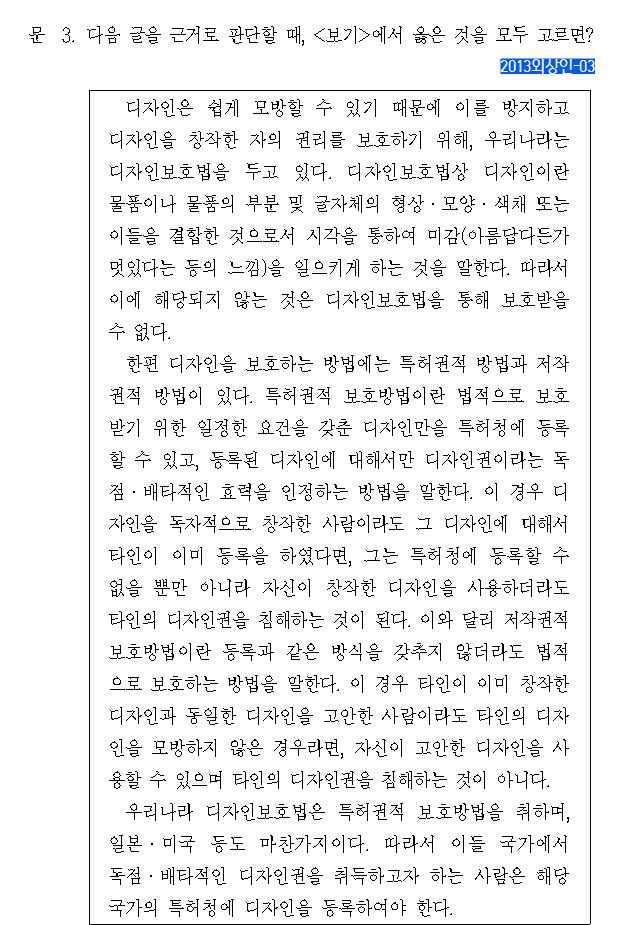 문 3. 다음 글을 근거로 판단할 때, <보기>에서 옳은 것을 모두 고르면?
2013외상인-03
디자인은 쉽게 모방할 수 있기 때문에 이를 방지하고
디자인을 창작한 자의 권리를 보호하기 위해, 우리나라는
디자인보호법을 두고 있다. 디자인보호법상 디자인이란
물품이나 물품의 부분 및 글자체의 형상·모양·색채 또는
이들을 결합한 것으로서 시각을 통하여 미감(아름답다든가
멋있다는 등의 느낌)을 일으키게 하는 것을 말한다. 따라서
이에 해당되지 않는 것은 디자인보호법을 통해 보호받을
수 없다.
한편 디자인을 보호하는 방법에는 특허권적 방법과 저작
권적 방법이 있다. 특허권적 보호방법이란 법적으로 보호
받기 위한 일정한 요건을 갖춘 디자인만을 특허청에 등록
할 수 있고, 등록된 디자인에 대해서만 디자인권이라는 독
점·배타적인 효력을 인정하는 방법을 말한다. 이 경우 디
자인을 독자적으로 창작한 사람이라도 그 디자인에 대해서
타인이 이미 등록을 하였다면, 그는 특허청에 등록할 수
없을 뿐만 아니라 자신이 창작한 디자인을 사용하더라도
타인의 디자인권을 침해하는 것이 된다. 이와 달리 저작권적
보호방법이란 등록과 같은 방식을 갖추지 않더라도 법적
으로 보호하는 방법을 말한다. 이 경우 타인이 이미 창작한
디자인과 동일한 디자인을 고안한 사람이라도 타인의 디자
인을 모방하지 않은 경우라면, 자신이 고안한 디자인을 사
용할 수 있으며 타인의 디자인권을 침해하는 것이 아니다.
우리나라 디자인보호법은 특허권적 보호방법을 취하며,
일본·미국 등도 마찬가지이다. 따라서 이들 국가에서
독점·배타적인 디자인권을 취득하고자 하는 사람은 해당
국가의 특허청에 디자인을 등록하여야 한다.